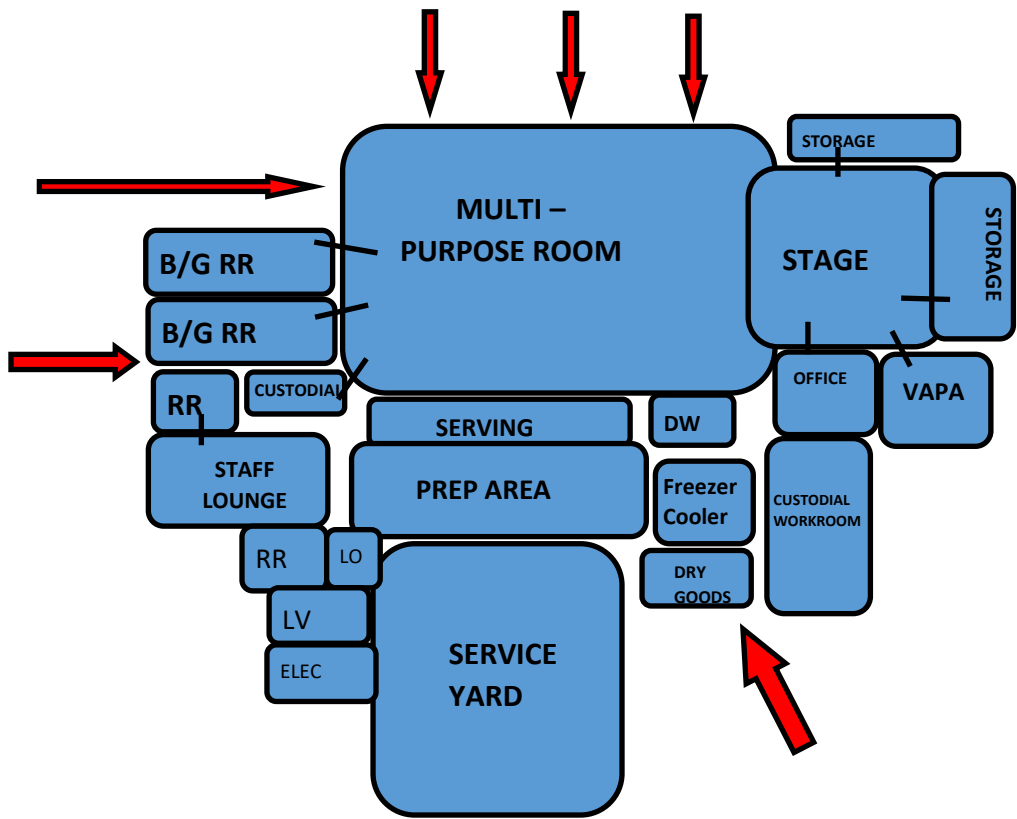 STORAGE
MULTI –
PURPOSE ROOM
STORAGE
STAGE
B/G RR
B/G RR
OFFICE
VAPA
CUSTODIAL
RR
SERVING
DW
STAFF
LOUNGE
PREP AREA
Freezer
Cooler
CUSTODIAL
WORKROOM
RR
LO
DRY
GOODS
LV
SERVICE
YARD
ELEC